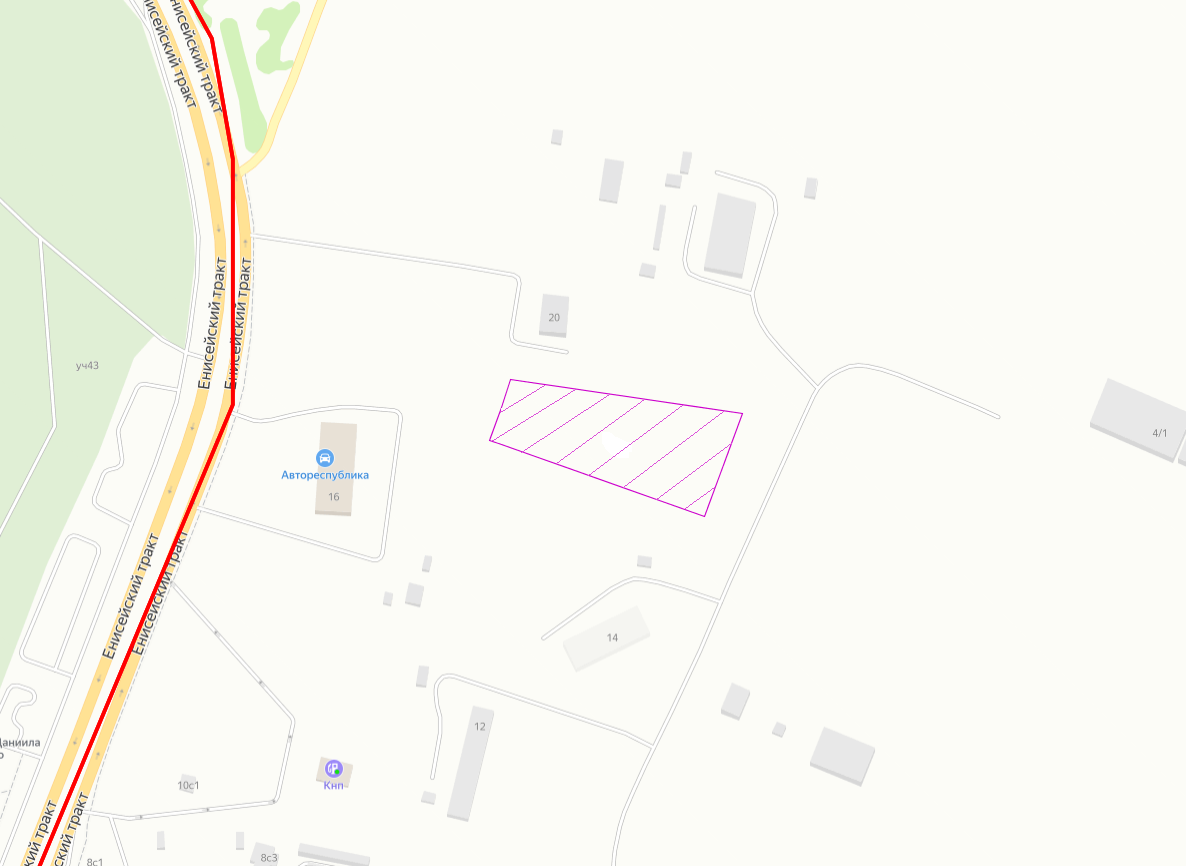 Енисейский тракт
Енисейский тракт
Енисейский тракт
Енисейский тракт
20
уч43
4/1
Автореспублика
16
Енисейский тракт
Енисейский тракт
14
12
Даниила
10с1
Кнп
8с3
8с1